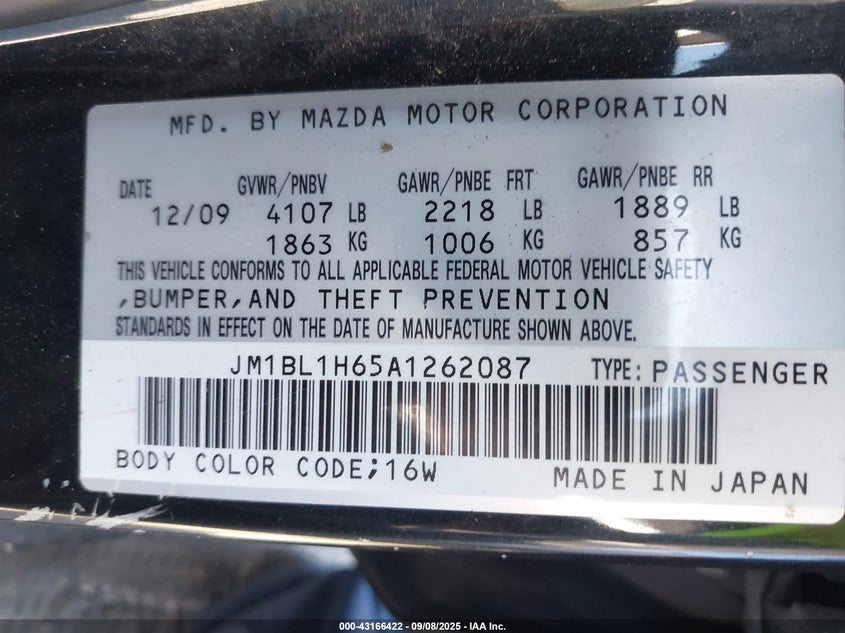 MFD. BY MAZDA MOTOR CORPORATION
DATE GVWR/PNBV GAWR/PNBE FRT GAWR/PNBE RR
12/09 4107 LB 2218 LB 1889 LB
1863 KG 1006 KG 857 KG
THIS VEHICLE CONFORMS TO ALL APPLICABLE FEDERAL MOTOR VEHICLE SAFETY
,BUMPER,AND THEFT PREVENTION
STANDARDS IN EFFECT ON THE DATE OF MANUFACTURE SHOWN ABOVE.
JM1BL1H65A1262087 TYPE: PASSENGER
BODY COLOR CODE;16W MADE IN JAPAN
000-43166422 - 09/08/2025 - IAA Inc.